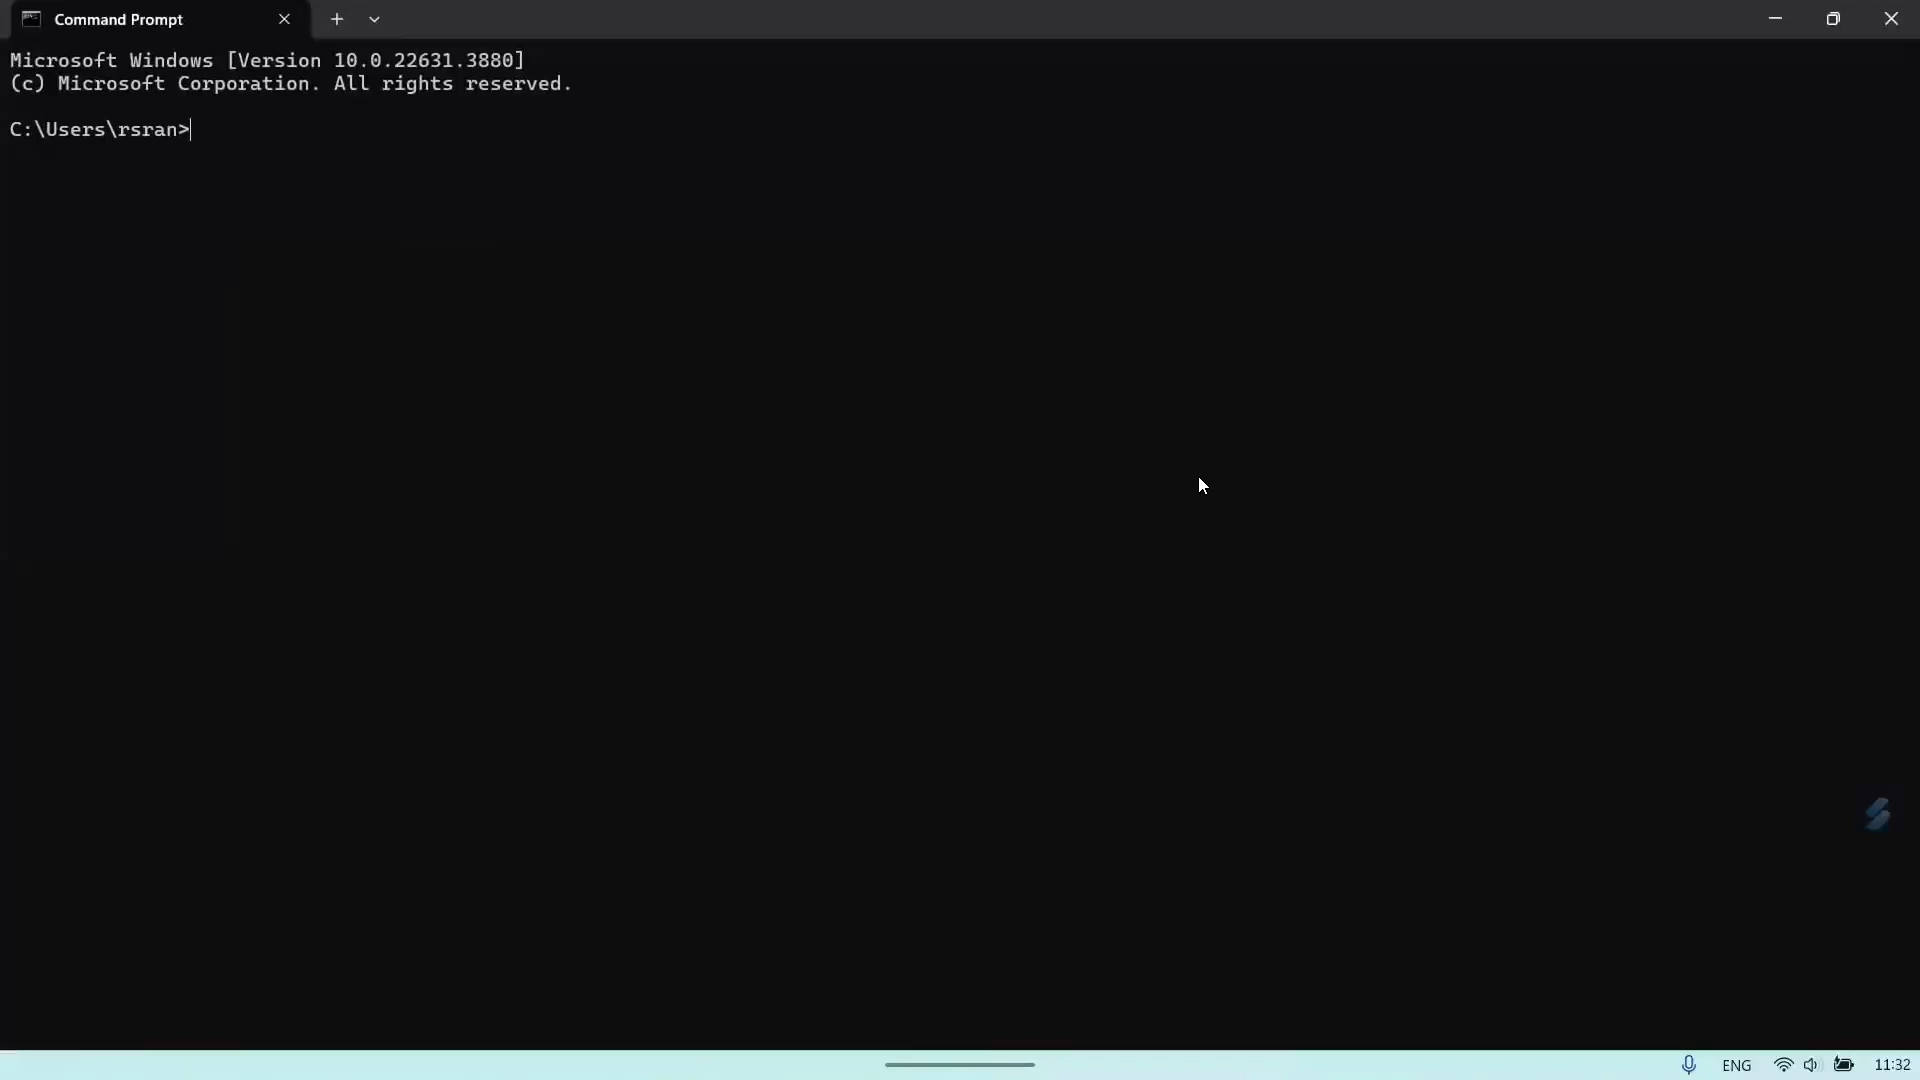 Command Prompt
Microsoft Windows [Version 10.0.22631.3880]
(c) Microsoft Corporation. All rights reserved.
C:\Users\rsran>
ENG
11:32